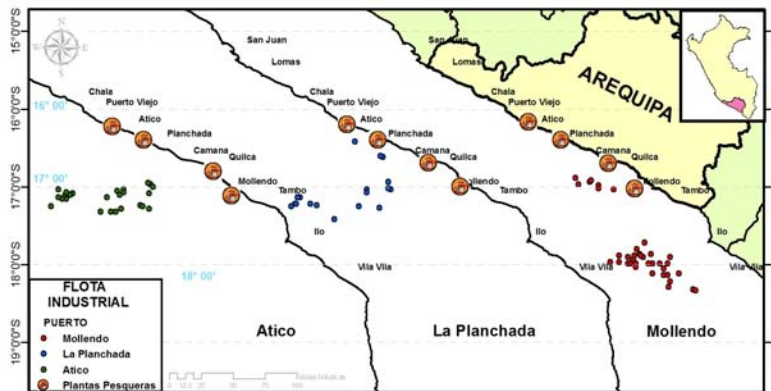 15°0'0"S
16°0'0"S
17°0'0"S
18°0'0"S
19°0'0"S
16° 00'
17° 00'
18° 00'
Chala
Puerto Viejo
Atico
Planchada
Camana
Quilca
Mollendo
Tambo
Ilo
Vila Vila
Atico
San Juan
Lomas
Chala
Puerto Viejo
Atico
Planchada
Camana
Quilca
Mollendo
Tambo
Ilo
Vila Vila
La Planchada
San Juan
Lomas
Chala
Puerto Viejo
Atico
Planchada
Camana
Quilca
Mollendo
Tambo
Ilo
Vila Vila
Mollendo
AREQUIPA
FLOTA
INDUSTRIAL
PUERTO
Mollendo
La Planchada
Atico
Plantas Pesqueras